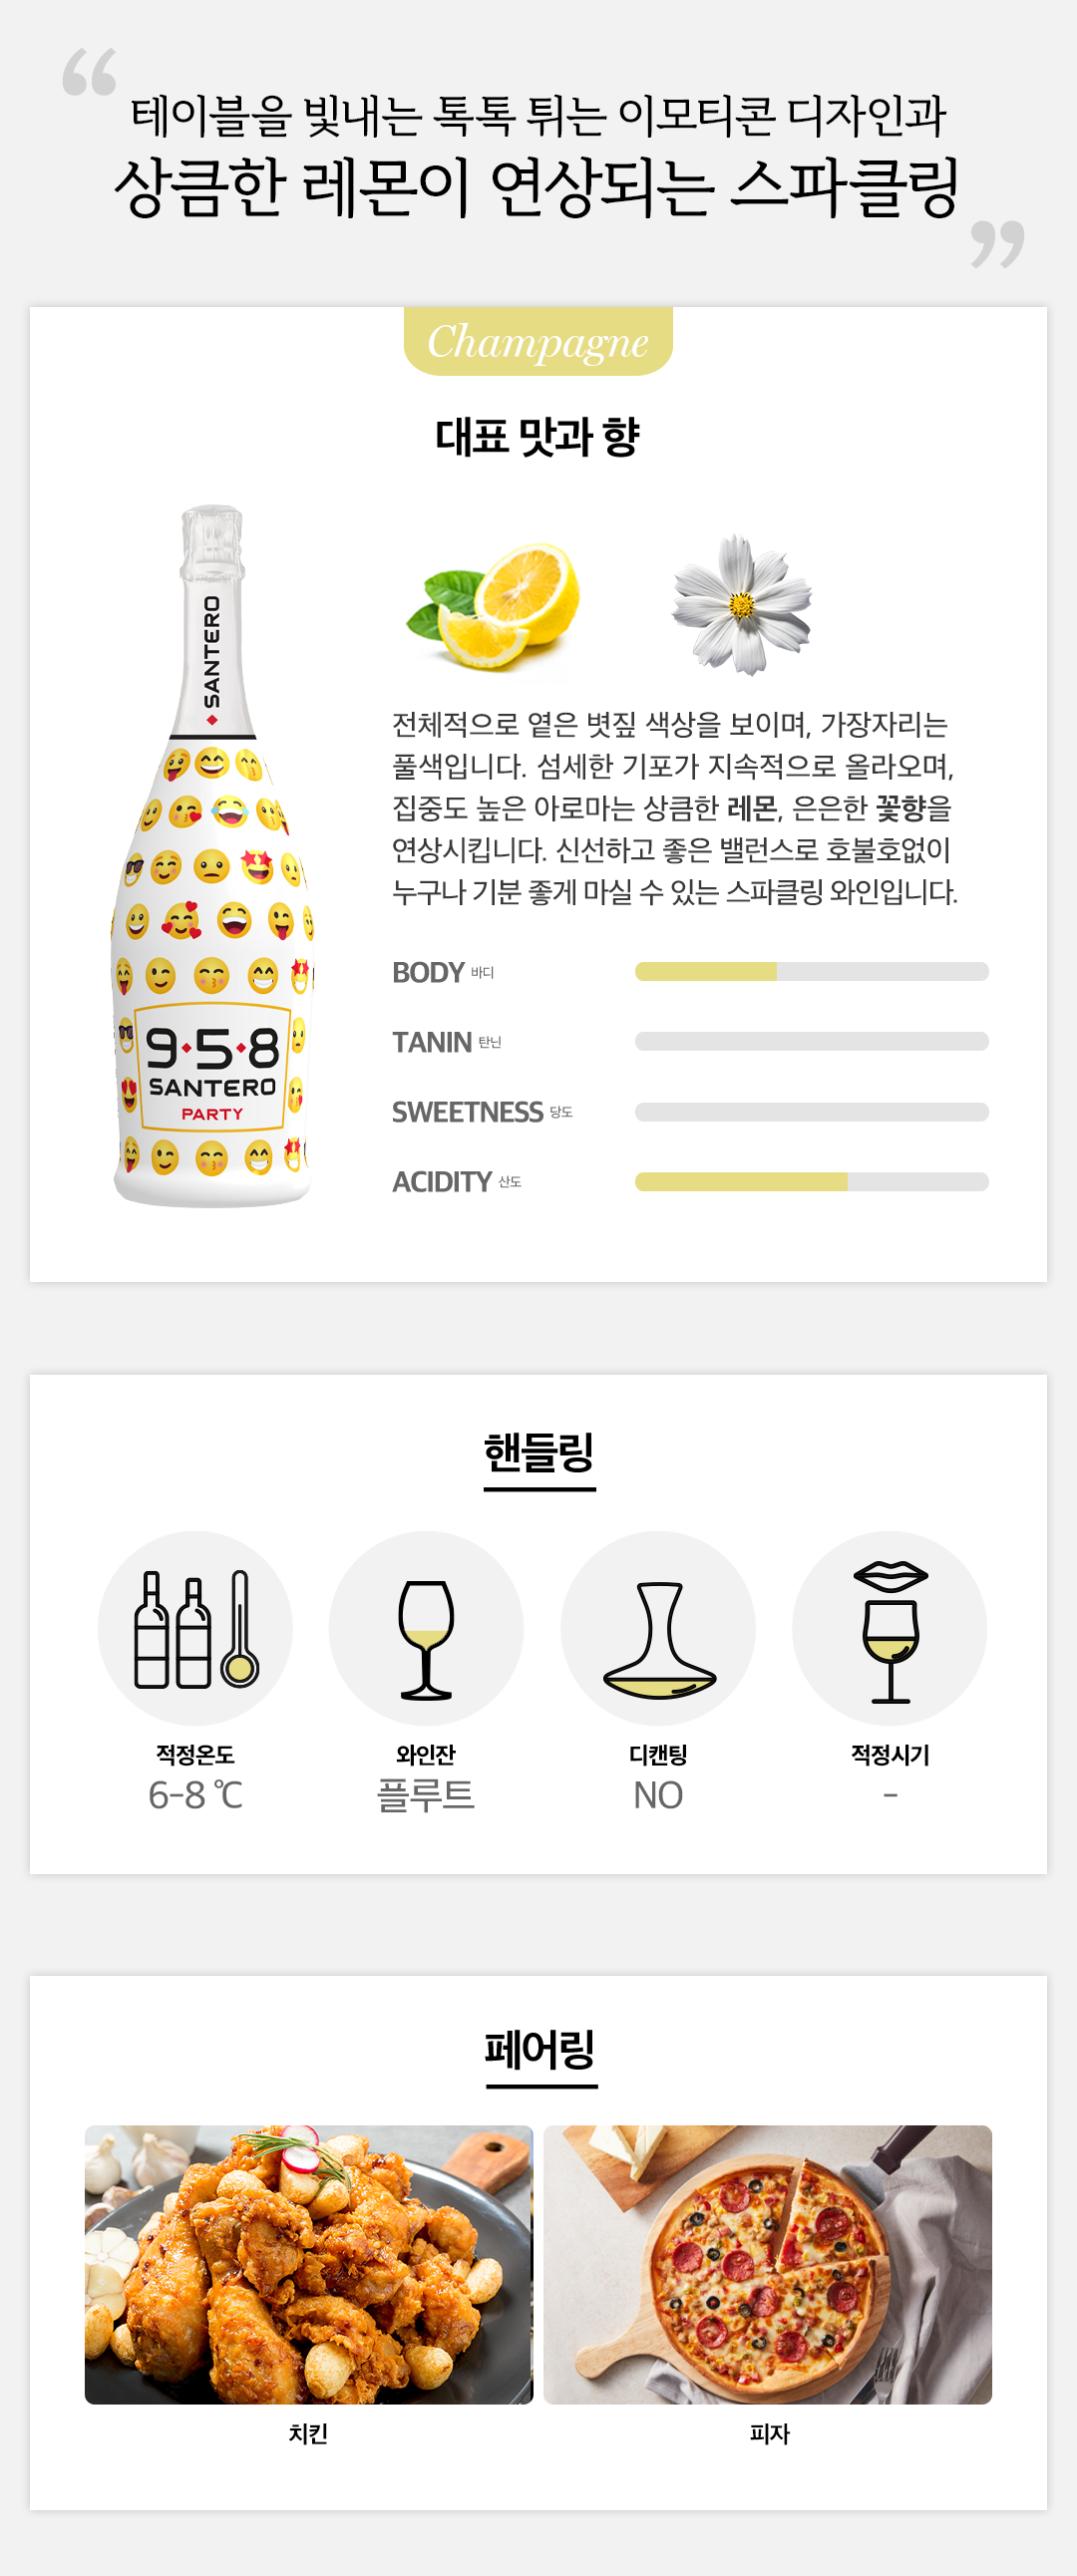 “
테이블을 빛내는 톡톡 튀는 이모티콘 디자인과
상큼한 레몬이 연상되는 스파클링
”
Champagne
대표 맛과 향
SANTERO
전체적으로 옅은 볏짚 색상을 보이며, 가장자리는
풀색입니다. 섬세한 기포가 지속적으로 올라오며,
집중도 높은 아로마는 상큼한 레몬, 은은한 꽃향을
연상시킵니다. 신선하고 좋은 밸런스로 호불호없이
누구나 기분 좋게 마실 수 있는 스파클링 와인입니다.
9·5·8
SANTERO
PARTY
BODY 바디
TANIN 탄닌
SWEETNESS 당도
ACIDITY 산도
핸들링
적정온도
6-8 ℃
와인잔
플루트
디캔팅
NO
적정시기
-
페어링
치킨
피자